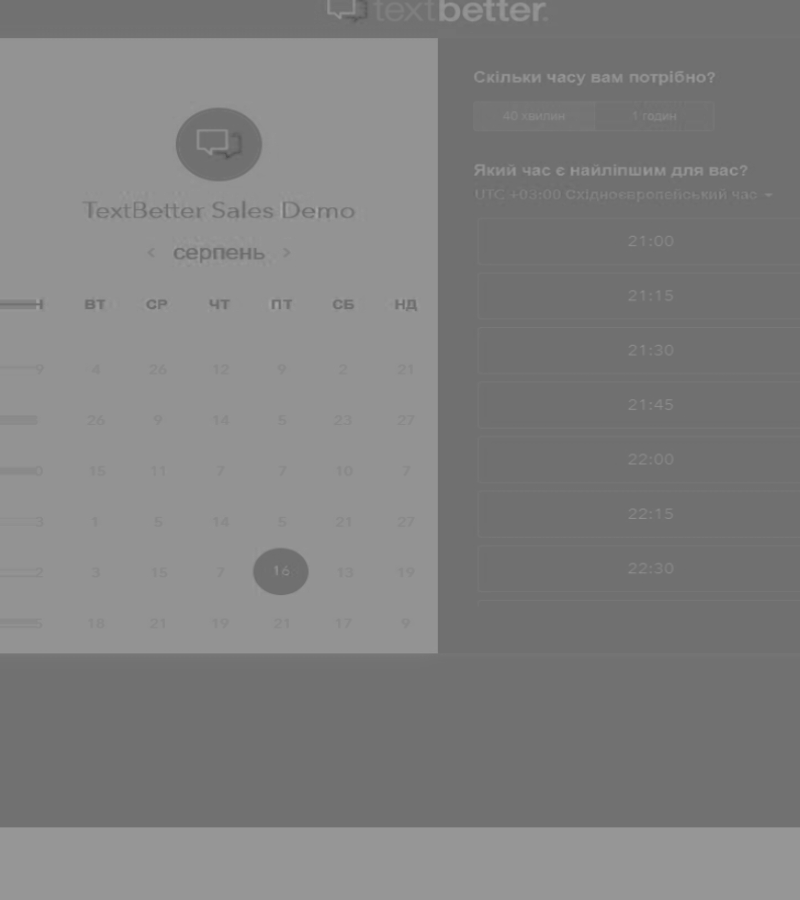 textbetter.
TextBetter Sales Demo
< серпень >
ВТ СР ЧТ ПТ СБ НД
9 4 26 12 9 2 21
26 9 14 5 23 27
0 15 11 7 7 10 7
3 1 5 14 5 21 27
2 3 15 7 16 13 19
5 18 21 19 21 17 9
Скільки часу вам потрібно?
40 хвилин 1 годин
Який час є найліпшим для вас?
UTC +03:00 Східноєвропейський час
21:00
21:15
21:30
21:45
22:00
22:15
22:30